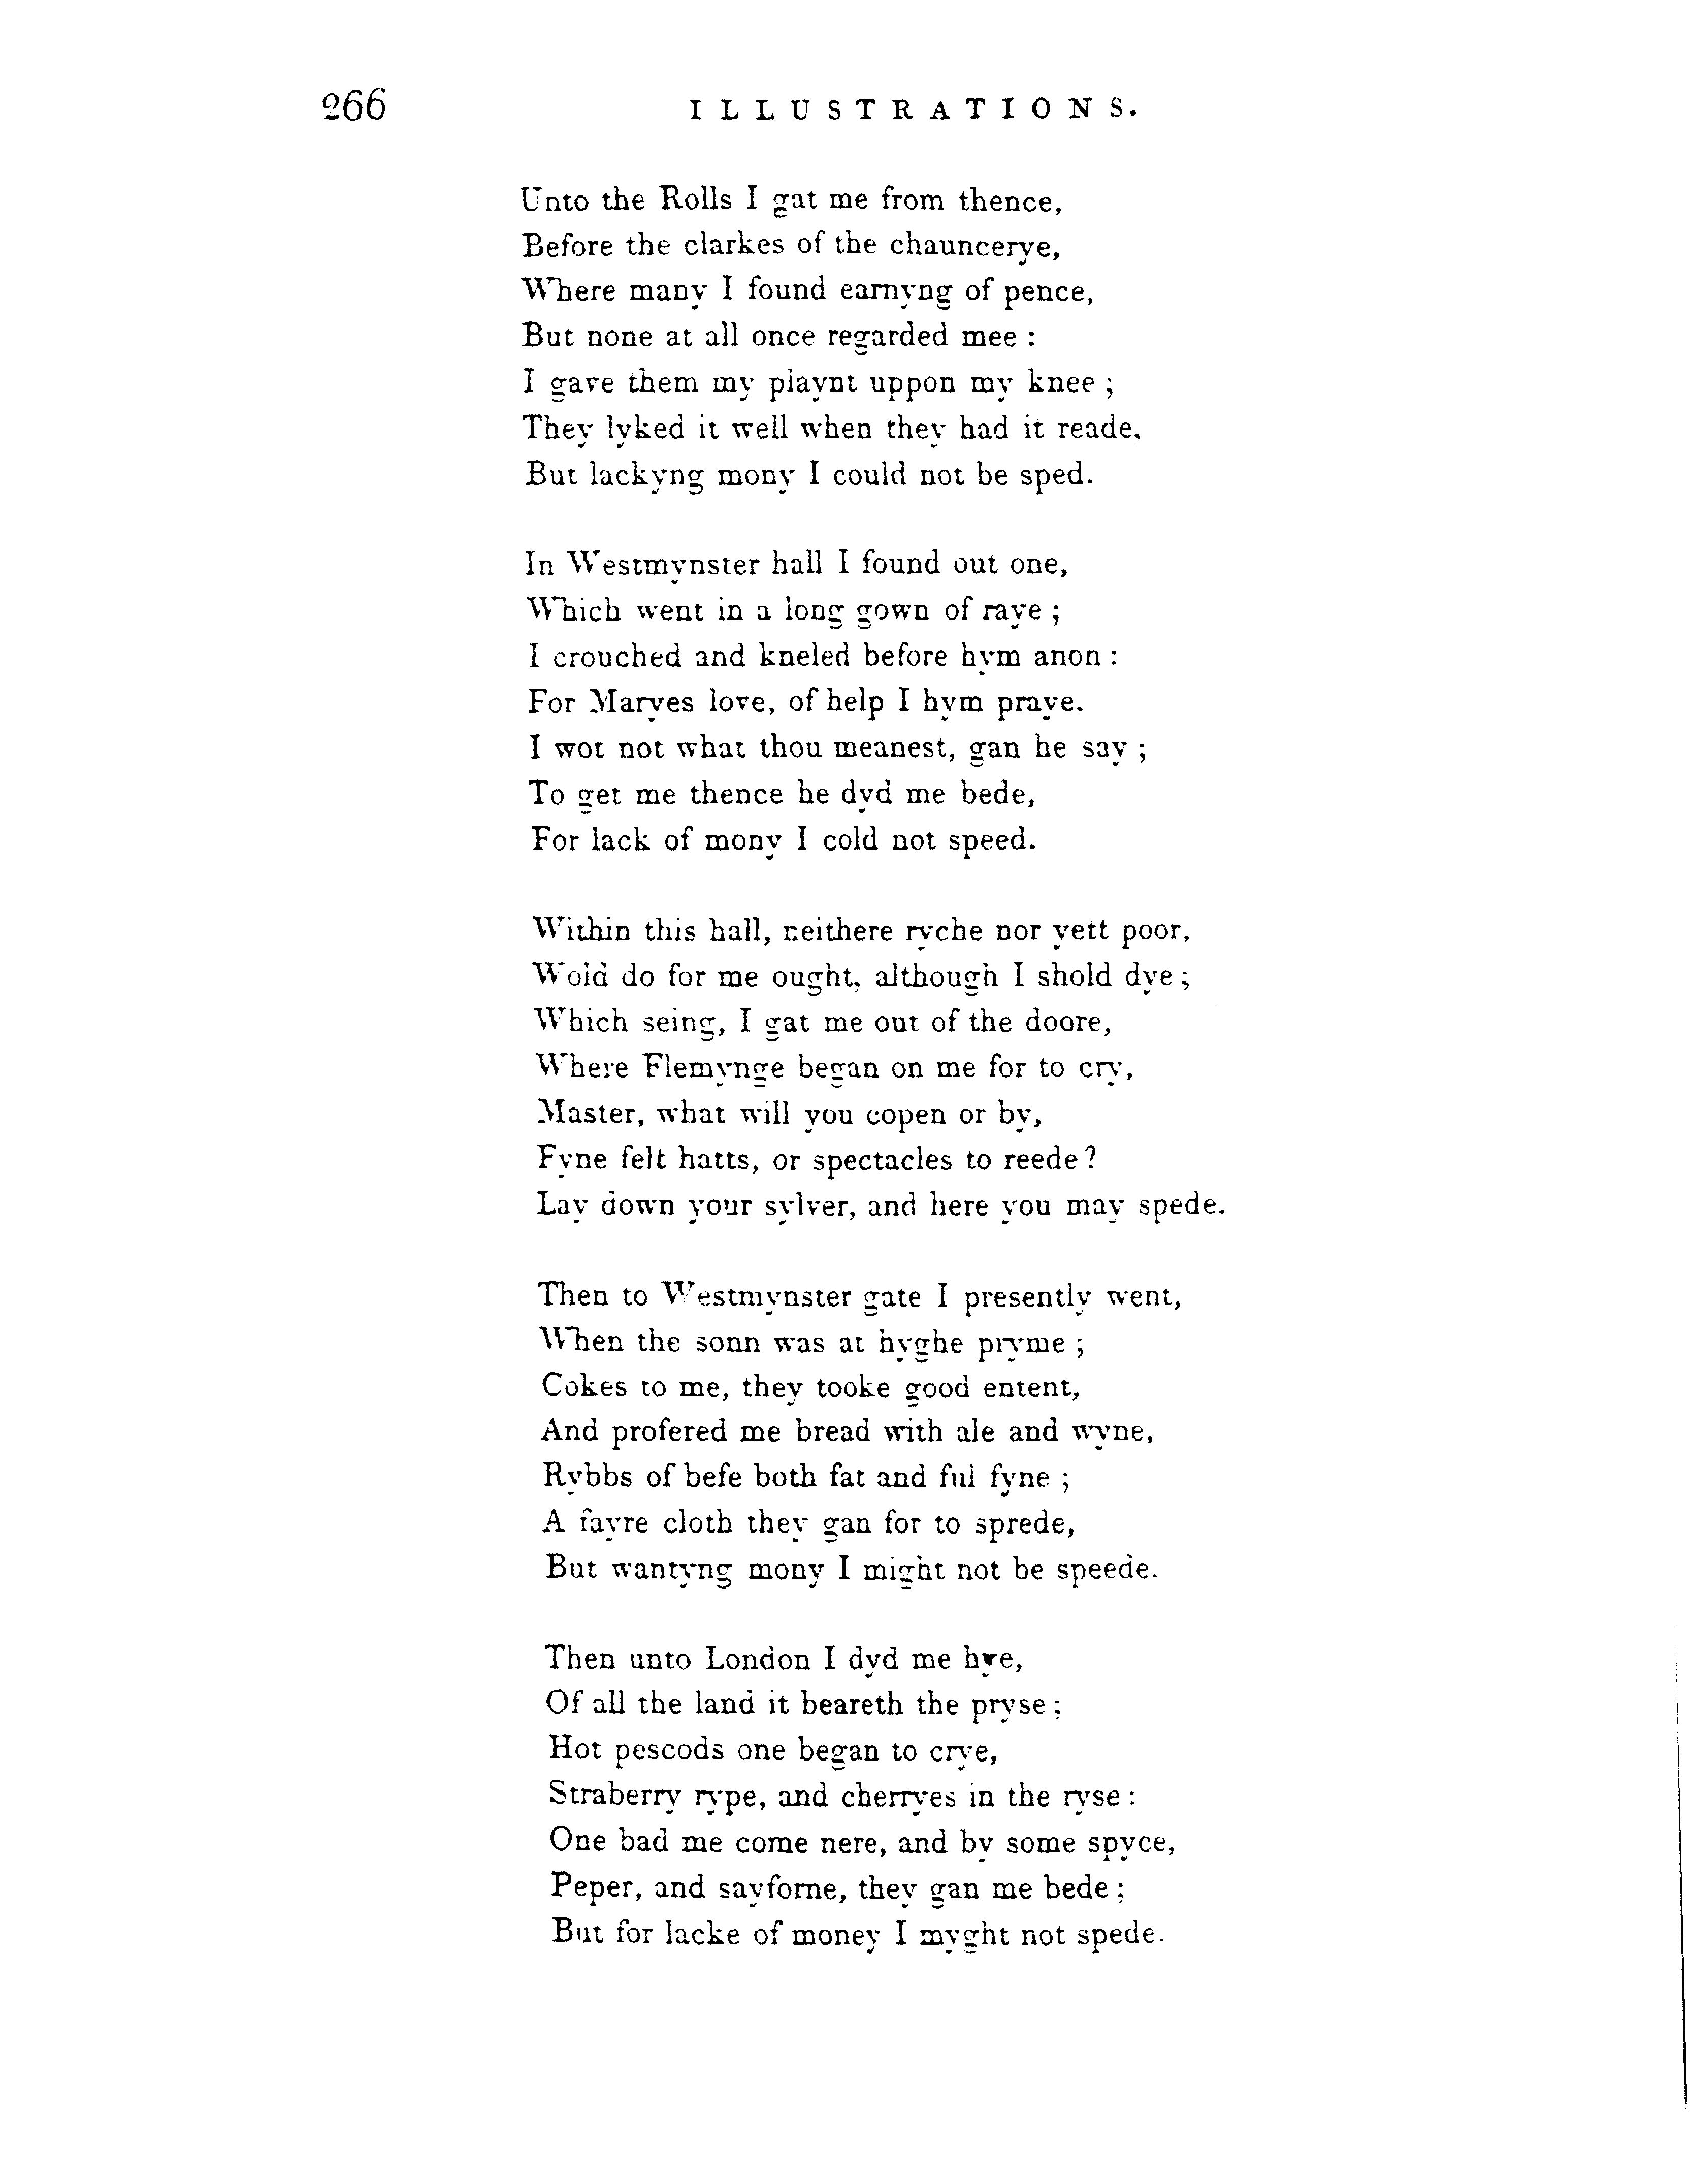 266 ILLUSTRATIONS.
Unto the Rolls I gat me from thence,
Before the clarkes of the chauncerye,
Where many I found earnyng of pence,
But none at all once regarded mee :
I gave them my playnt uppon my knee ;
They lyked it well when they had it reade,
But lackyng mony I could not be sped.
In Westmynster hall I found out one,
Which went in a long gown of raye ;
I crouched and kneled before hym anon :
For Maryes love, of help I hym praye.
I wot not what thou meanest, gan he say ;
To get me thence he dyd me bede,
For lack of mony I cold not speed.
Within this hall, neithere ryche nor yett poor,
Wold do for me ought, although I shold dye ;
Which seing, I gat me out of the doore,
Where Flemynge began on me for to cry,
Master, what will you copen or by,
Fyne felt hatts, or spectacles to reede?
Lay down your sylver, and here you may spede.
Then to Westmynster gate I presently went,
When the sonn was at hyghe pryme ;
Cokes to me, they tooke good entent,
And profered me bread with ale and wyne,
Rybbs of befe both fat and ful fyne ;
A fayre cloth they gan for to sprede,
But wantyng mony I might not be speede.
Then unto London I dyd me hye,
Of all the land it beareth the pryse ;
Hot pescods one began to crye,
Straberry rype, and cherryes in the ryse :
One bad me come nere, and by some spyce,
Peper, and sayforne, they gan me bede ;
But for lacke of money I myght not spede.